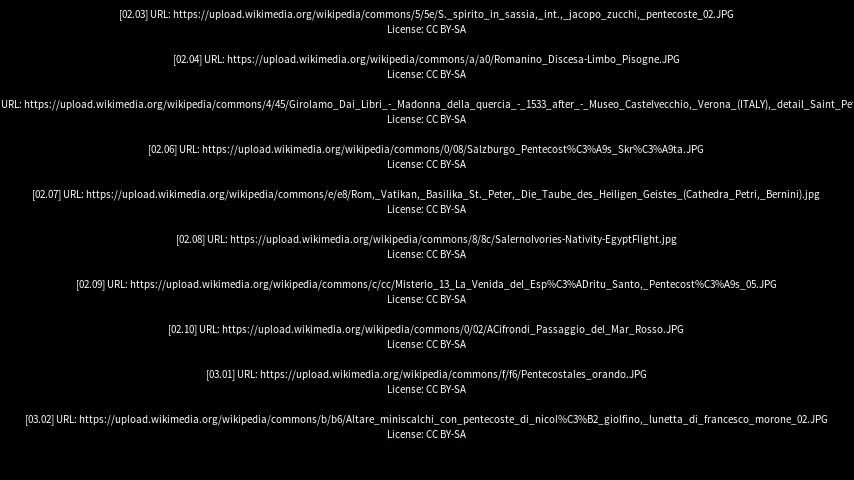 [02.03] URL: https://upload.wikimedia.org/wikipedia/commons/5/5e/S._spirito_in_sassia,_int.,_jacopo_zucchi,_pentecoste_02.JPG
License: CC BY-SA
[02.04] URL: https://upload.wikimedia.org/wikipedia/commons/a/a0/Romanino_Discesa-Limbo_Pisogne.JPG
License: CC BY-SA
URL: https://upload.wikimedia.org/wikipedia/commons/4/45/Girolamo_Dai_Libri_-_Madonna_della_quercia_-_1533_after_-_Museo_Castelvecchio,_Verona_(ITALY),_detail_Saint_Pe
License: CC BY-SA
[02.06] URL: https://upload.wikimedia.org/wikipedia/commons/0/08/Salzburgo_Pentecost%C3%A9s_Skr%C3%A9ta.JPG
License: CC BY-SA
[02.07] URL: https://upload.wikimedia.org/wikipedia/commons/e/e8/Rom,_Vatikan,_Basilika_St._Peter,_Die_Taube_des_Heiligen_Geistes_(Cathedra_Petri,_Bernini).jpg
License: CC BY-SA
[02.08] URL: https://upload.wikimedia.org/wikipedia/commons/8/8c/SalernoIvories-Nativity-EgyptFlight.jpg
License: CC BY-SA
[02.09] URL: https://upload.wikimedia.org/wikipedia/commons/c/cc/Misterio_13_La_Venida_del_Esp%C3%ADritu_Santo,_Pentecost%C3%A9s_05.JPG
License: CC BY-SA
[02.10] URL: https://upload.wikimedia.org/wikipedia/commons/0/02/ACifrondi_Passaggio_del_Mar_Rosso.JPG
License: CC BY-SA
[03.01] URL: https://upload.wikimedia.org/wikipedia/commons/f/f6/Pentecostales_orando.JPG
License: CC BY-SA
[03.02] URL: https://upload.wikimedia.org/wikipedia/commons/b/b6/Altare_miniscalchi_con_pentecoste_di_nicol%C3%B2_giolfino,_lunetta_di_francesco_morone_02.JPG
License: CC BY-SA